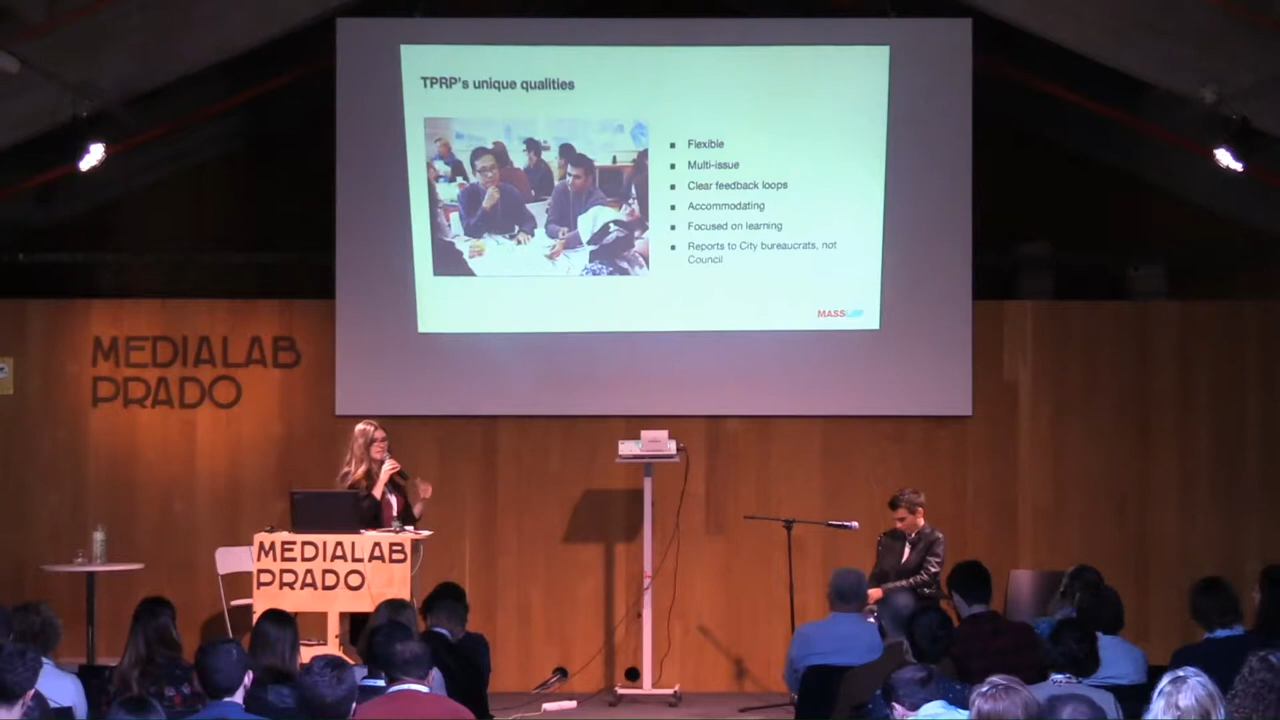 TPRP's unique qualities
Flexible
Multi-issue
Clear feedback loops
Accommodating
Focused on learning
Reports to City bureaucrats, not
Council
MASSLBP
MEDIALAB
PRADO
MEDIALAB
PRADO